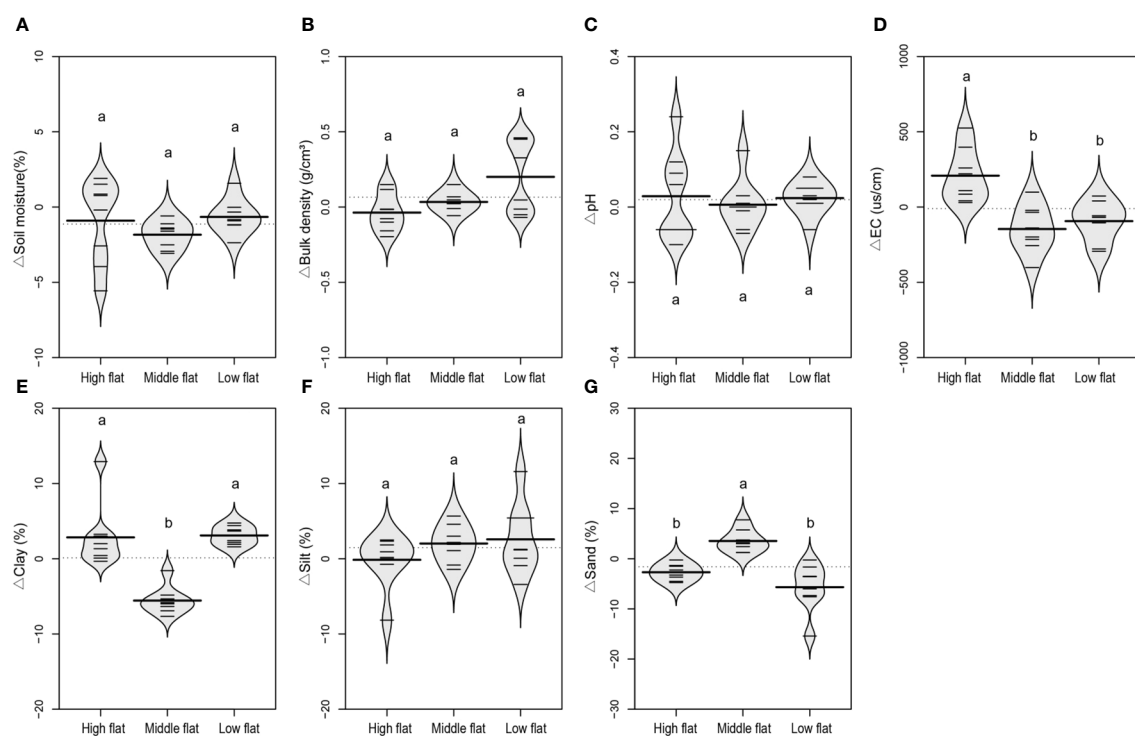 A
B
C
D
△Soil moisture(%)
10
5
0
−5
−10
a
a
a
High flat
Middle flat
Low flat
△Bulk density (g/cm³)
1.0
0.5
0.0
−0.5
−1.0
a
a
a
High flat
Middle flat
Low flat
△pH
0.4
0.2
0.0
−0.2
−0.4
a
a
a
High flat
Middle flat
Low flat
△EC (us/cm)
1000
500
0
−500
−1000
a
b
b
High flat
Middle flat
Low flat
E
F
G
△Clay (%)
20
10
0
−10
−20
a
b
a
High flat
Middle flat
Low flat
△Silt (%)
20
10
0
−10
−20
a
a
a
High flat
Middle flat
Low flat
△Sand (%)
30
20
10
0
−10
−20
−30
b
a
b
High flat
Middle flat
Low flat